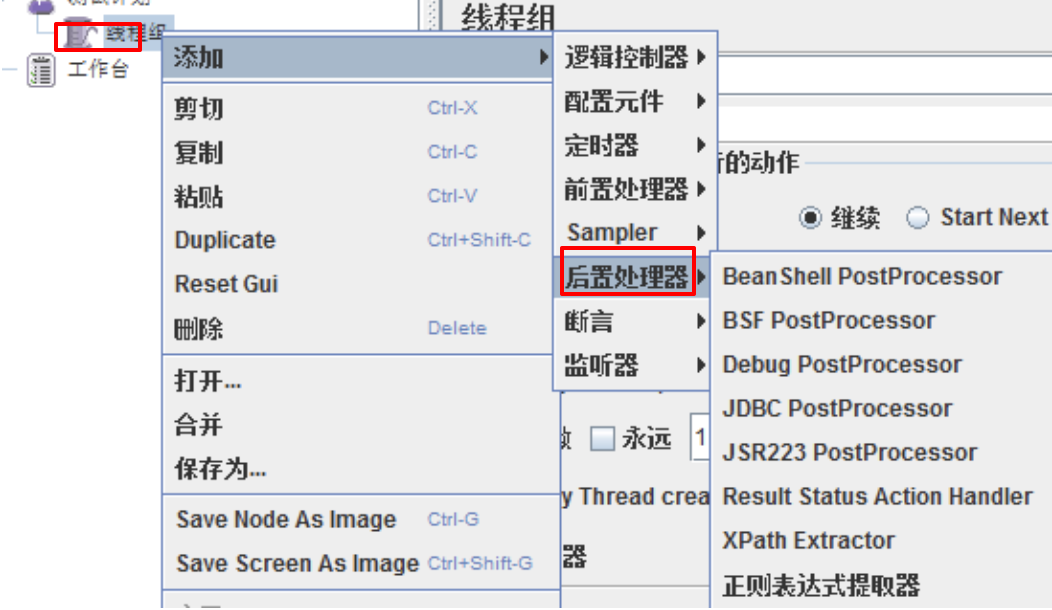 线程组
线程组
工作台
添加
剪切 Ctrl-X
复制 Ctrl-C
粘贴 Ctrl-V
Duplicate Ctrl+Shift-C
Reset Gui
删除 Delete
打开...
合并
保存为...
Save Node As Image Ctrl-G
Save Screen As Image Ctrl+Shift-G
逻辑控制器
配置元件
定时器
前置处理器
Sampler
后置处理器
断言
监听器
的动作
继续 Start Next
永远 1
y Thread crea
器
BeanShell PostProcessor
BSF PostProcessor
Debug PostProcessor
JDBC PostProcessor
JSR223 PostProcessor
Result Status Action Handler
XPath Extractor
正则表达式提取器